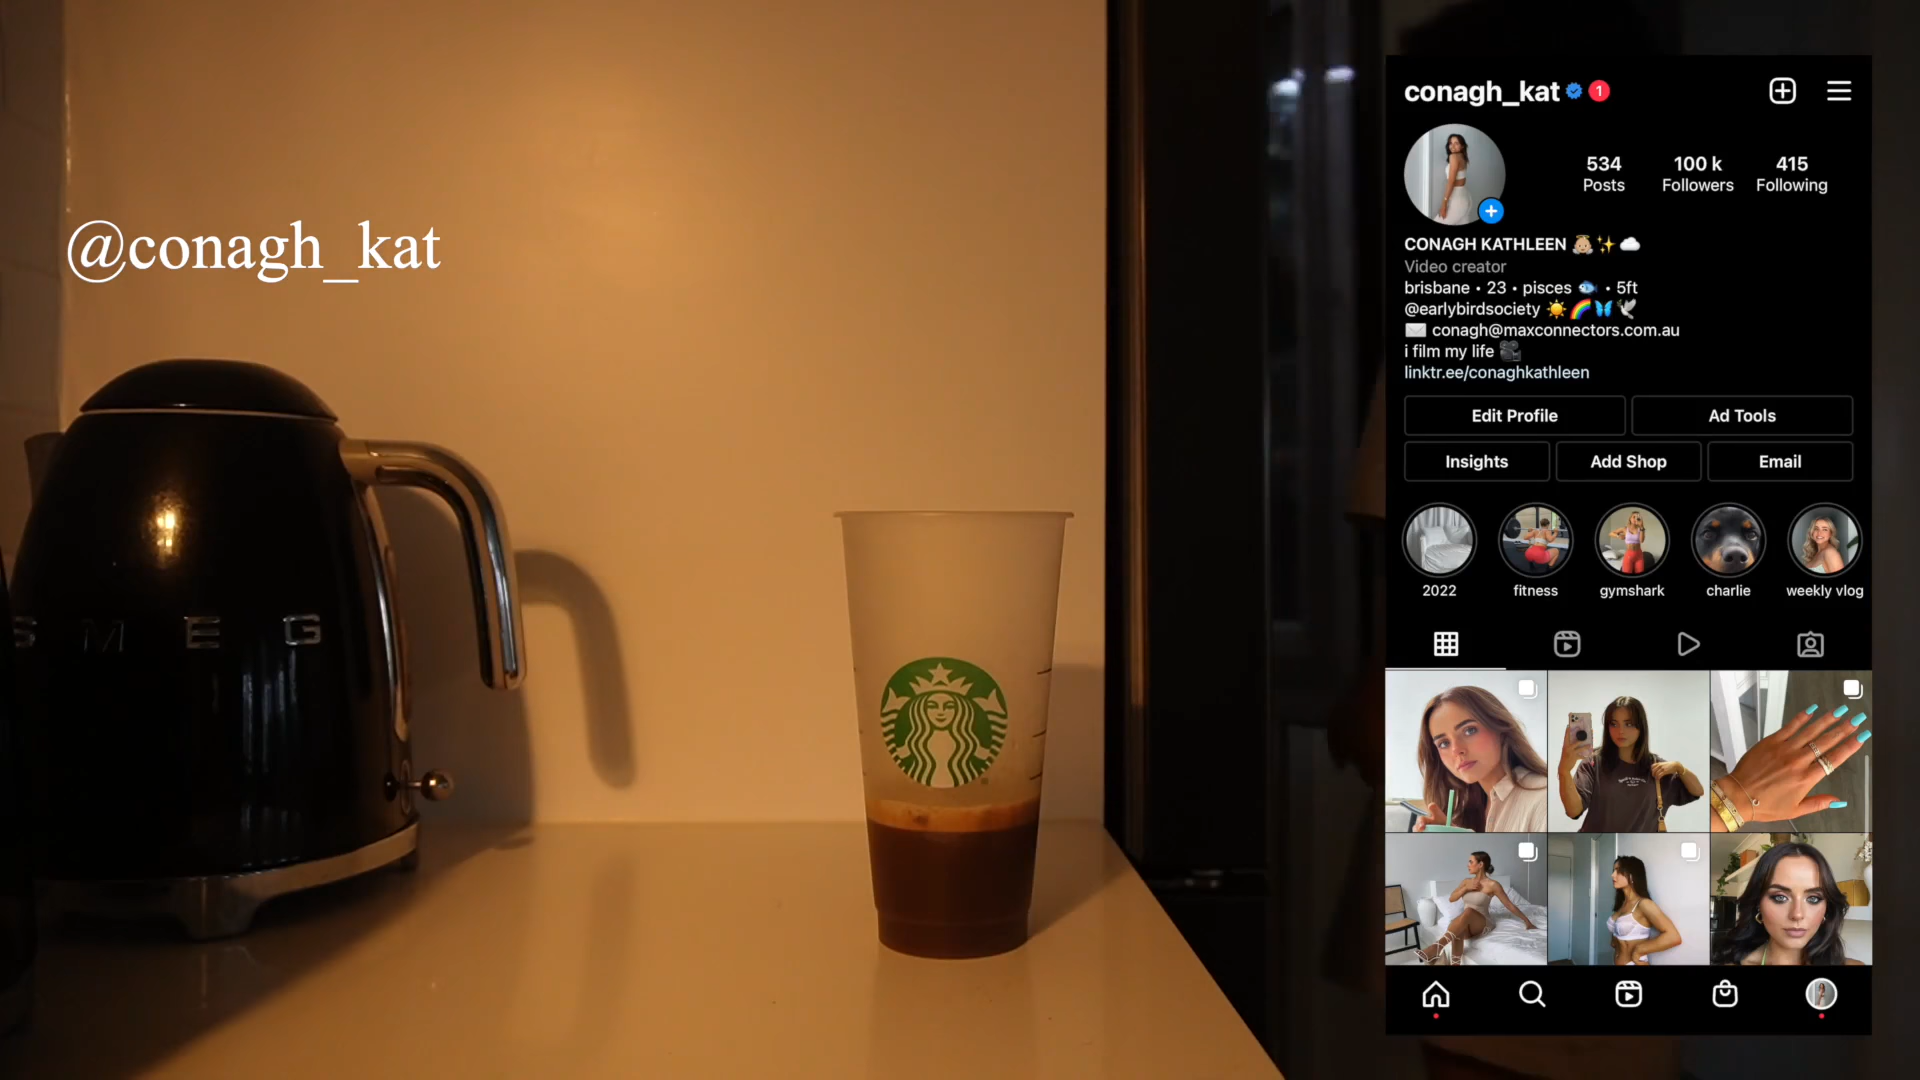 @conagh_kat
SMEG
conagh_kat 1
534 100 k 415
Posts Followers Following
CONAGH KATHLEEN 👼🏼✨☁️
Video creator
brisbane • 23 • pisces 🐟 • 5ft
@earlybirdsociety ☀️🌈🦋🕊️
✉️ conagh@maxconnectors.com.au
i film my life 🎥
linktr.ee/conaghkathleen
Edit Profile Ad Tools
Insights Add Shop Email
2022 fitness gymshark charlie weekly vlog